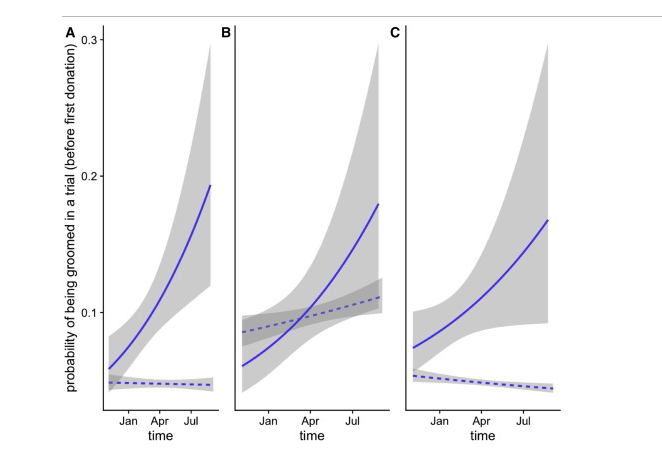 A
B
C
probability of being groomed in a trial (before first donation)
0.3
0.2
0.1
Jan Apr Jul
time
Jan Apr Jul
time
Jan Apr Jul
time